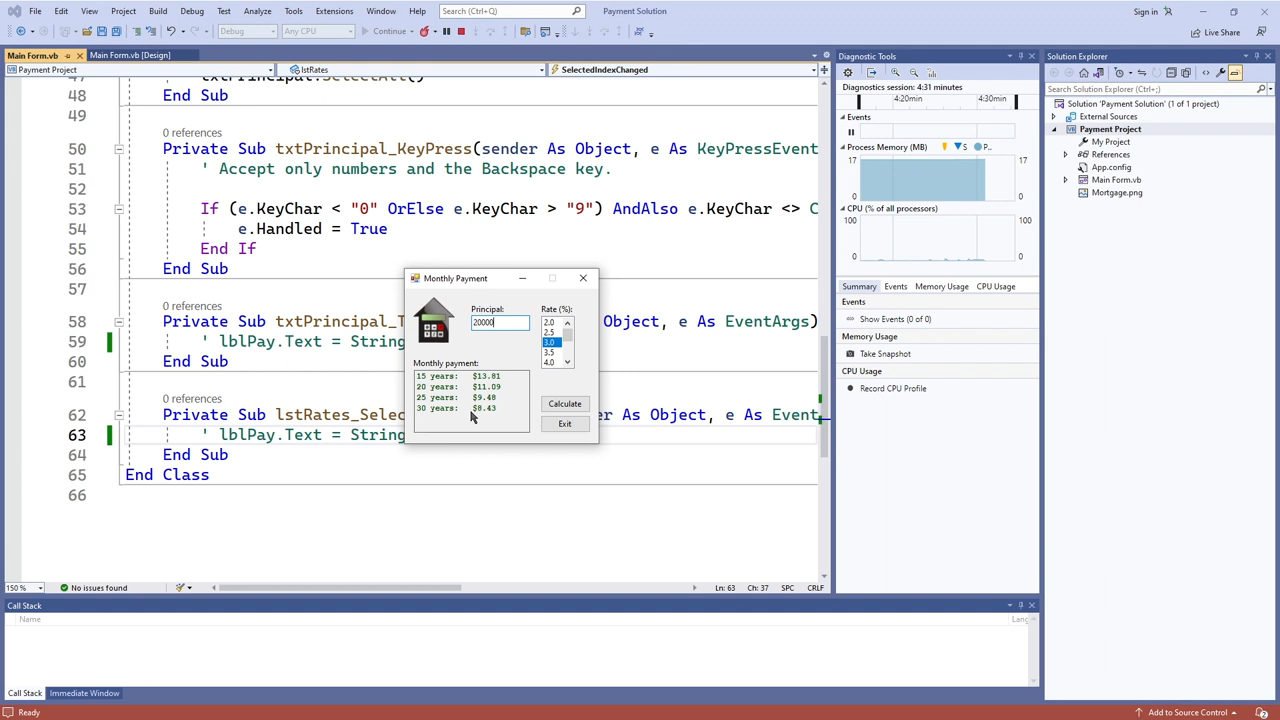 File Edit View Git Project Build Debug Test Analyze Tools Extensions Window Help Search (Ctrl+Q) Payment Solution Sign in
Debug Any CPU Continue Live Share
Main Form.vb Main Form.vb [Design]
Payment Project lstRates SelectedIndexChanged
48 End Sub
49
0 references
50 Private Sub txtPrincipal_KeyPress(sender As Object, e As KeyPressEvent
51 ' Accept only numbers and the Backspace key.
52
53 If (e.KeyChar < "0" OrElse e.KeyChar > "9") AndAlso e.KeyChar <> C
54 e.Handled = True
55 End If
56 End Sub
57
0 references
58 Private Sub txtPrincipal_T Object, e As EventArgs)
59 ' lblPay.Text = String
60 End Sub
61
0 references
62 Private Sub lstRates_Selec er As Object, e As Event
63 ' lblPay.Text = String
64 End Sub
65 End Class
66
Monthly Payment
Principal: Rate (%):
20000
2.0
2.5
3.0
3.5
4.0
Monthly payment:
15 years: $13.81
20 years: $11.09
25 years: $9.48
30 years: $8.43
Calculate
Exit
150 % No issues found Ln: 63 Ch: 37 SPC CRLF
Call Stack
Name Lang
Call Stack Immediate Window
Ready Add to Source Control 2
Diagnostic Tools
Diagnostics session: 4:31 minutes
4:20min 4:30min
Events
Process Memory (MB) S P...
17 17
0 0
CPU (% of all processors)
100 100
0 0
Summary Events Memory Usage CPU Usage
Events
Show Events (0 of 0)
Memory Usage
Take Snapshot
CPU Usage
Record CPU Profile
Solution Explorer
Search Solution Explorer (Ctrl+;)
Solution 'Payment Solution' (1 of 1 project)
External Sources
Payment Project
My Project
References
App.config
Main Form.vb
Mortgage.png